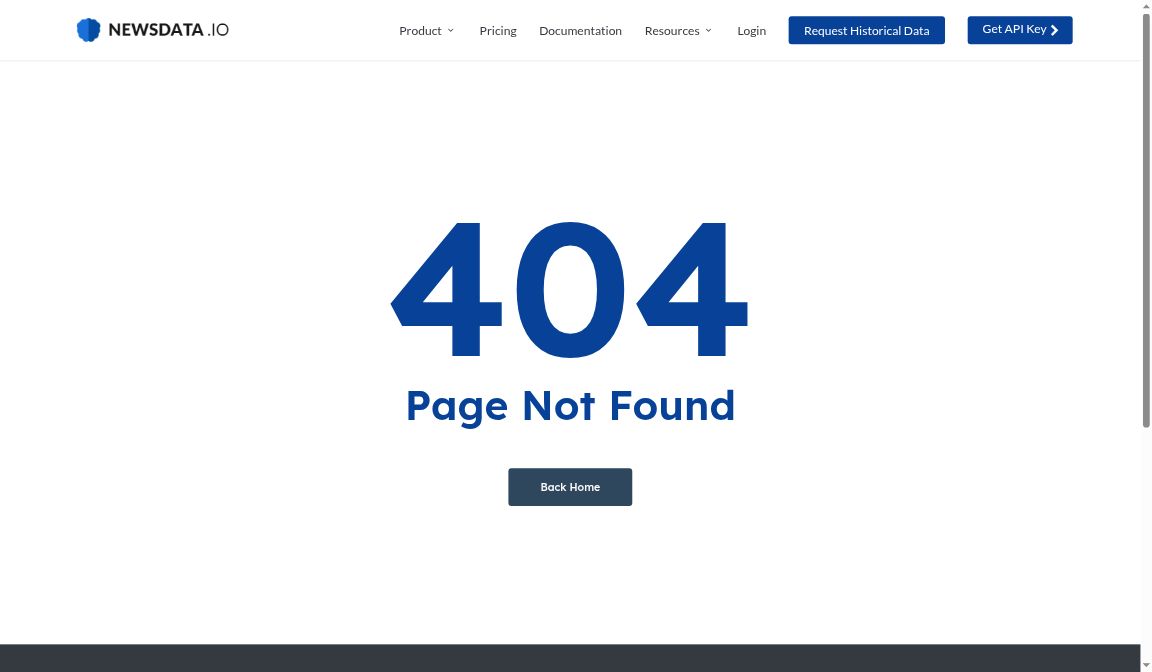 NEWSDATA.IO Product Pricing Documentation Resources Login Request Historical Data Get API Key
404
Page Not Found
Back Home